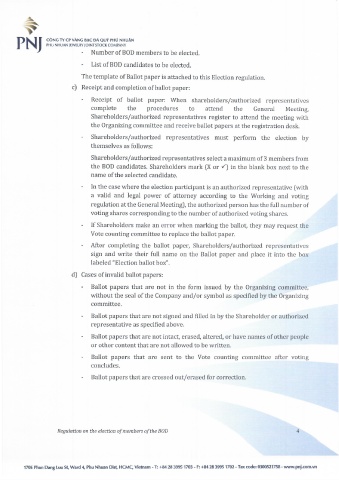 PNJ
CÔNG TY CP VÀNG BẠC ĐÁ QUÝ PHÚ NHUẬN
PHU NHUAN JEWELRY JOINT STOCK COMPANY
- Number of BOD members to be elected.
- List of BOD candidates to be elected.
The template of Ballot paper is attached to this Election regulation.
c) Receipt and completion of ballot paper:
- Receipt of ballot paper: When shareholders/authorized representatives
complete the procedures to attend the General Meeting,
Shareholders/authorized representatives register to attend the meeting with
the Organizing committee and receive ballot papers at the registration desk.
- Shareholders/authorized representatives must perform the election by
themselves as follows:
Shareholders/authorized representatives select a maximum of 3 members from
the BOD candidates. Shareholders mark (X or ✓) in the blank box next to the
name of the selected candidate.
- In the case where the election participant is an authorized representative (with
a valid and legal power of attorney according to the Working and voting
regulation at the General Meeting), the authorized person has the full number of
voting shares corresponding to the number of authorized voting shares.
- If Shareholders make an error when marking the ballot, they may request the
Vote counting committee to replace the ballot paper.
- After completing the ballot paper, Shareholders/authorized representatives
sign and write their full name on the Ballot paper and place it into the box
labeled "Election ballot box".
d) Cases of invalid ballot papers:
- Ballot papers that are not in the form issued by the Organizing committee,
without the seal of the Company and/or symbol as specified by the Organizing
committee.
- Ballot papers that are not signed and filled in by the Shareholder or authorized
representative as specified above.
- Ballot papers that are not intact, erased, altered, or have names of other people
or other content that are not allowed to be written.
- Ballot papers that are sent to the Vote counting committee after voting
concludes.
- Ballot papers that are crossed out/erased for correction.
Regulation on the election of members of the BOD 4
170E Phan Dang Luu St, Ward 4, Phu Nhuan Dist, HCMC, Vietnam - T: +84 28 3995 1703 - F: +84 28 3995 1702 - Tax code: 0300521758 - www.pnj.com.vn